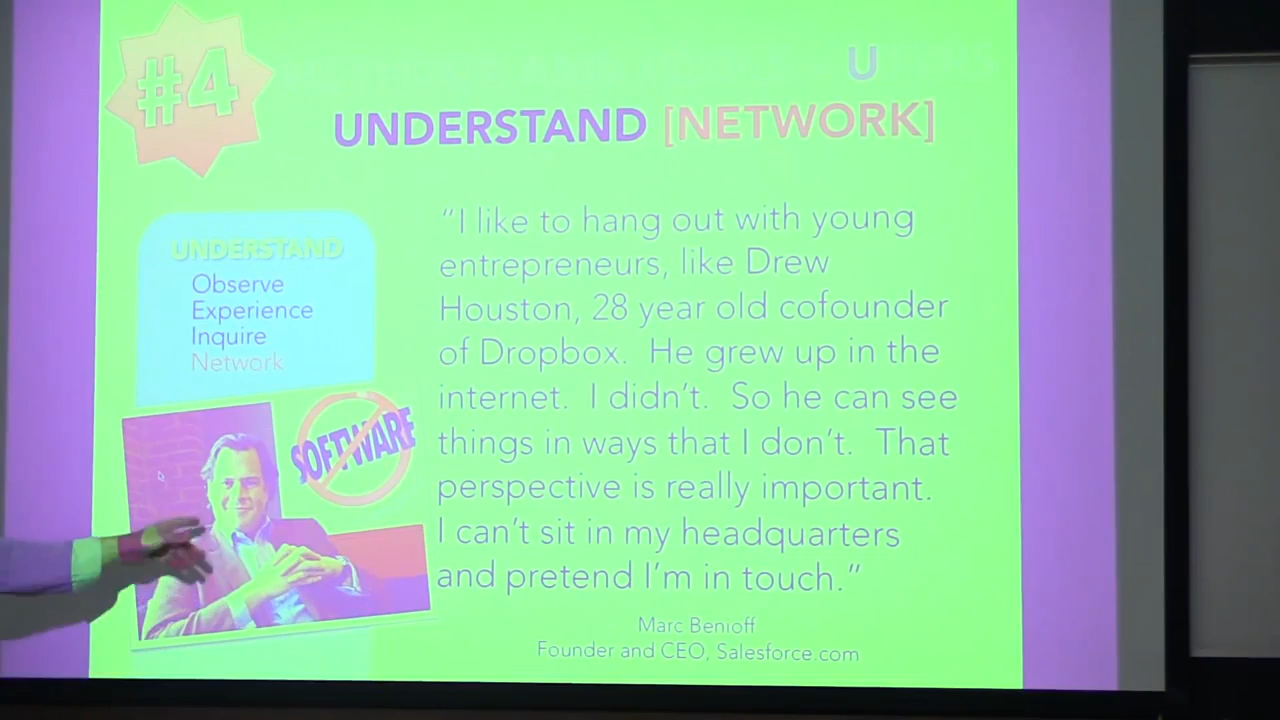 #4
U
UNDERSTAND [NETWORK]
UNDERSTAND
Observe
Experience
Inquire
Network
SOFTWARE
“I like to hang out with young
entrepreneurs, like Drew
Houston, 28 year old cofounder
of Dropbox. He grew up in the
internet. I didn’t. So he can see
things in ways that I don’t. That
perspective is really important.
I can’t sit in my headquarters
and pretend I’m in touch.”
Marc Benioff
Founder and CEO, Salesforce.com